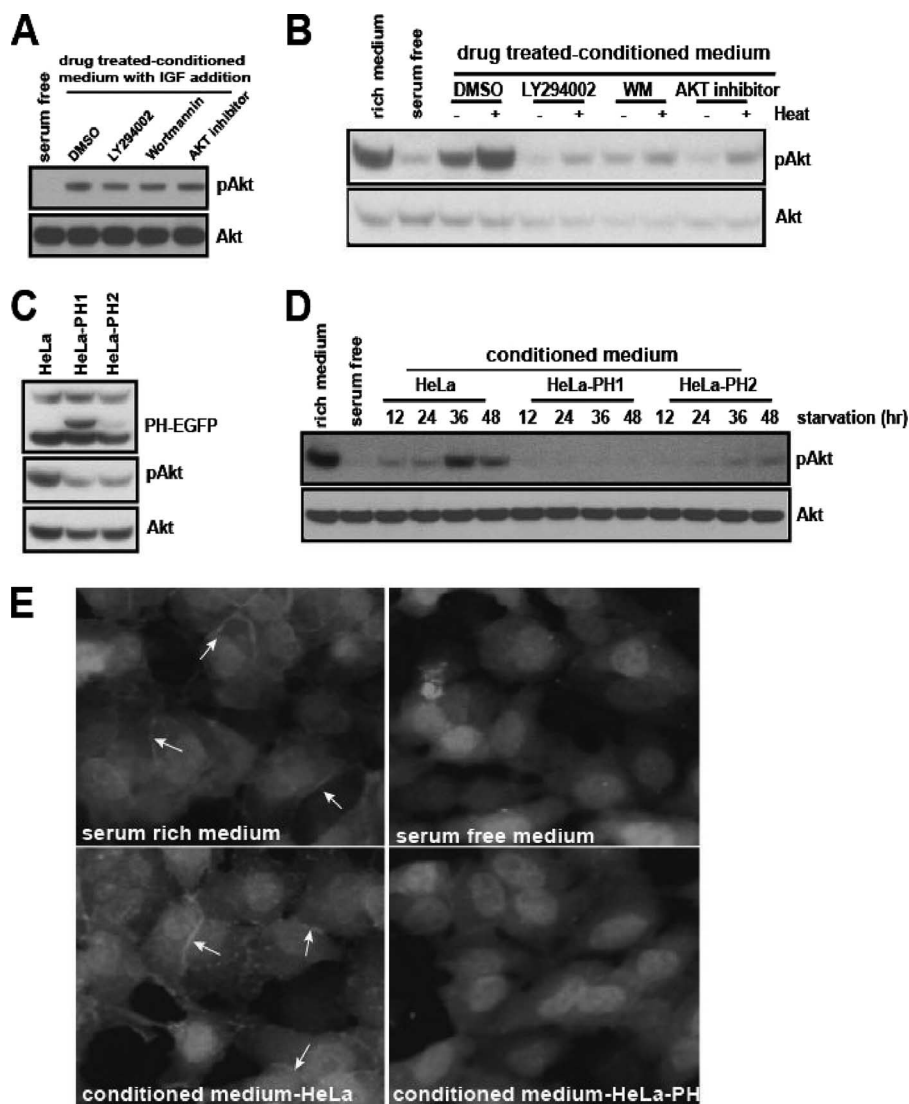 A
drug treated-conditioned
medium with IGF addition
serum free
DMSO
LY294002
Wortmannin
AKT inhibitor
pAkt
Akt
B
rich medium
serum free
drug treated-conditioned medium
DMSO LY294002 WM AKT inhibitor
- + - + - + - + Heat
pAkt
Akt
C
HeLa
HeLa-PH1
HeLa-PH2
PH-EGFP
pAkt
Akt
D
rich medium
serum free
conditioned medium
HeLa HeLa-PH1 HeLa-PH2
12 24 36 48 12 24 36 48 12 24 36 48 starvation (hr)
pAkt
Akt
E
serum rich medium
serum free medium
conditioned medium-HeLa
conditioned medium-HeLa-PH